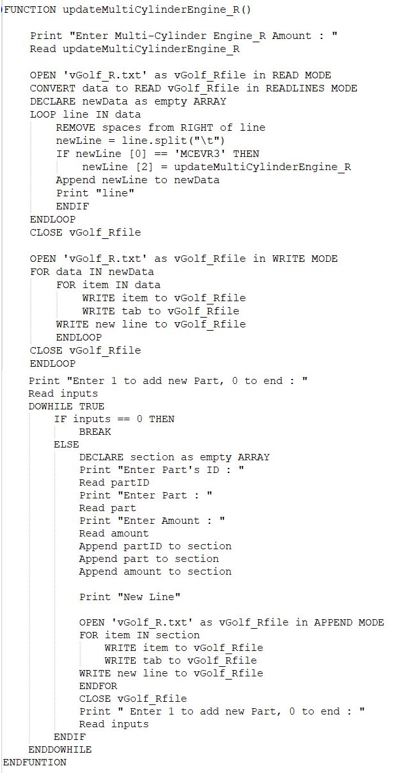 FUNCTION updateMultiCylinderEngine_R()
Print "Enter Multi-Cylinder Engine_R Amount : "
Read updateMultiCylinderEngine_R
OPEN 'vGolf_R.txt' as vGolf_Rfile in READ MODE
CONVERT data to READ vGolf_Rfile in READLINES MODE
DECLARE newData as empty ARRAY
LOOP line IN data
REMOVE spaces from RIGHT of line
newLine = line.split("\t")
IF newLine [0] == 'MCEVR3' THEN
newLine [2] = updateMultiCylinderEngine_R
Append newLine to newData
Print "line"
ENDIF
ENDLOOP
CLOSE vGolf_Rfile
OPEN 'vGolf_R.txt' as vGolf_Rfile in WRITE MODE
FOR data IN newData
FOR item IN data
WRITE item to vGolf_Rfile
WRITE tab to vGolf_Rfile
WRITE new line to vGolf_Rfile
ENDLOOP
CLOSE vGolf_Rfile
ENDLOOP
Print "Enter 1 to add new Part, 0 to end : "
Read inputs
DOWHILE TRUE
IF inputs == 0 THEN
BREAK
ELSE
DECLARE section as empty ARRAY
Print "Enter Part's ID : "
Read partID
Print "Enter Part : "
Read part
Print "Enter Amount : "
Read amount
Append partID to section
Append part to section
Append amount to section
Print "New Line"
OPEN 'vGolf_R.txt' as vGolf_Rfile in APPEND MODE
FOR item IN section
WRITE item to vGolf_Rfile
WRITE tab to vGolf_Rfile
WRITE new line to vGolf_Rfile
ENDFOR
CLOSE vGolf_Rfile
Print " Enter 1 to add new Part, 0 to end : "
Read inputs
ENDIF
ENDDOWHILE
ENDFUNTION